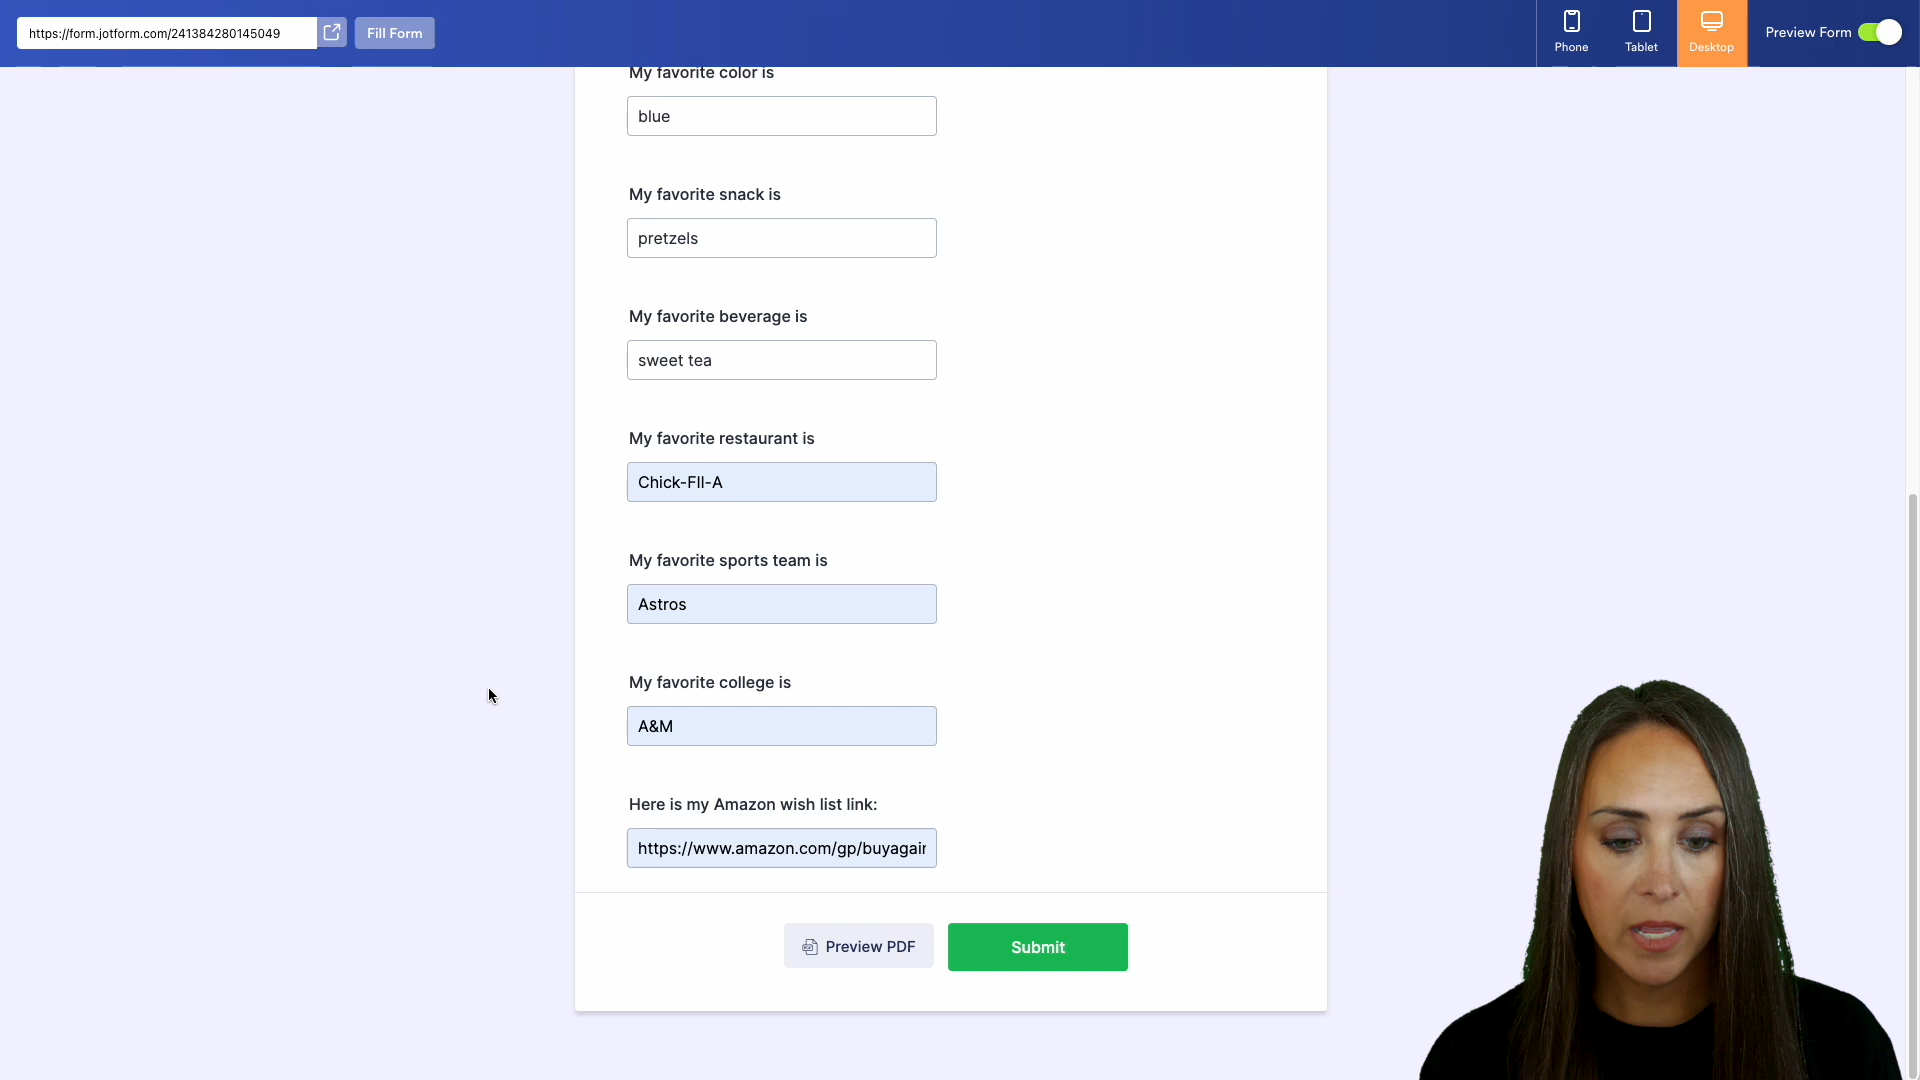 https://form.jotform.com/241384280145049
Fill Form
Phone
Tablet
Desktop
Preview Form
My favorite color is
blue
My favorite snack is
pretzels
My favorite beverage is
sweet tea
My favorite restaurant is
Chick-FIl-A
My favorite sports team is
Astros
My favorite college is
A&M
Here is my Amazon wish list link:
https://www.amazon.com/gp/buyagain
Preview PDF
Submit